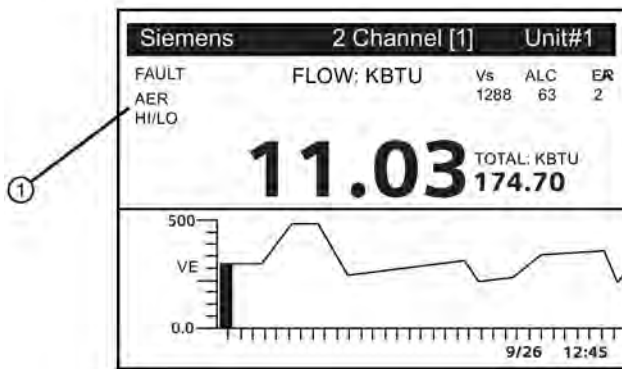 Siemens 2 Channel [1] Unit#1
FAULT FLOW: KBTU Vs ALC ER
AER 1288 63 2
HI/LO
1
11.03 TOTAL: KBTU
174.70
500
VE
0.0
9/26 12:45